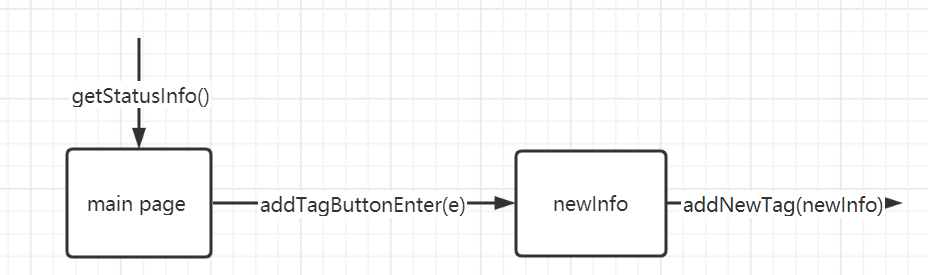 getStatusInfo()
main page
addTagButtonEnter(e)
newInfo
addNewTag(newInfo)